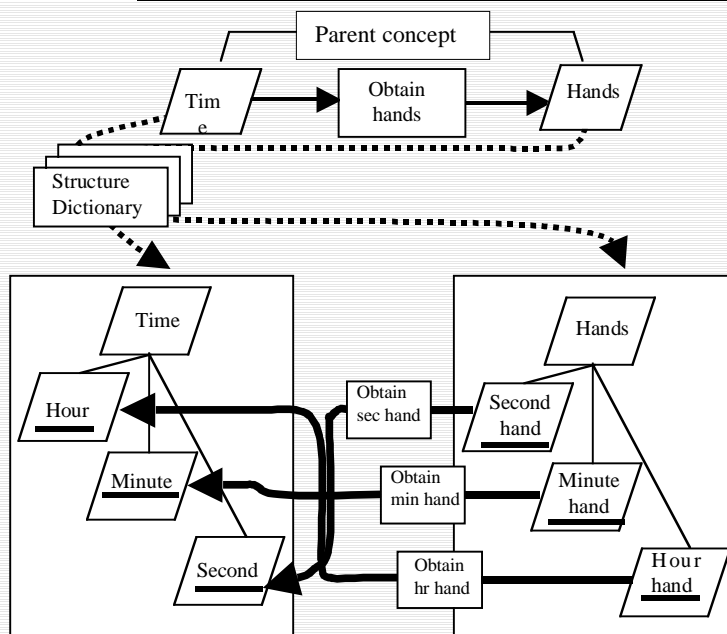 Parent concept
Tim
e
Obtain
hands
Hands
Structure
Dictionary
Time
Hour
Minute
Second
Obtain
sec hand
Obtain
min hand
Obtain
hr hand
Hands
Second
hand
Minute
hand
Hour
hand